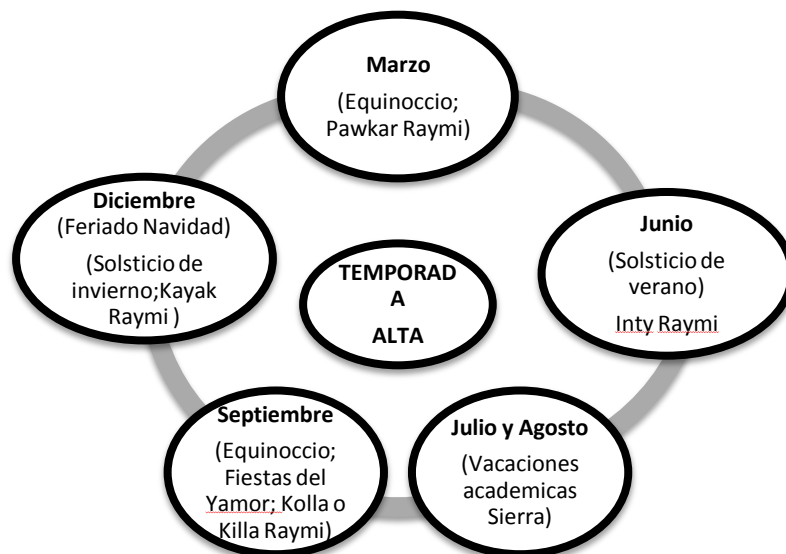 Marzo
(Equinoccio;
Pawkar Raymi)
Diciembre
(Feriado Navidad)
(Solsticio de
invierno;Kayak
Raymi )
Junio
(Solsticio de
verano)
Inty Raymi
TEMPORAD
A
ALTA
Septiembre
(Equinoccio;
Fiestas del
Yamor; Kolla o
Killa Raymi)
Julio y Agosto
(Vacaciones
academicas
Sierra)